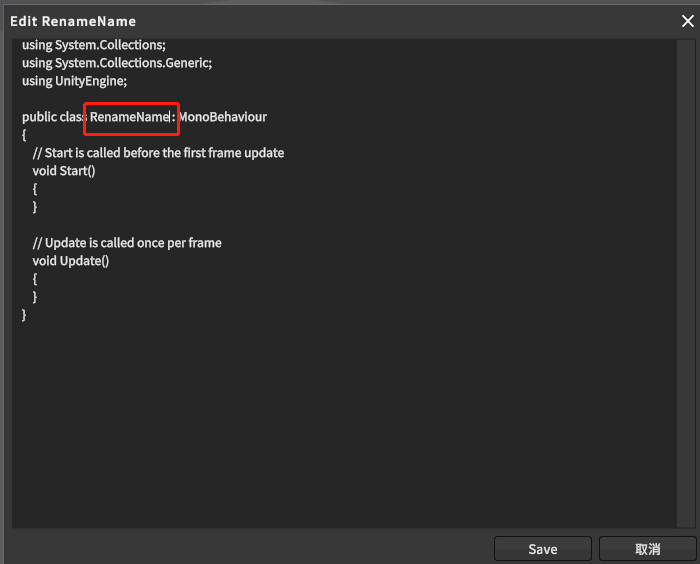 Edit RenameName
using System.Collections;
using System.Collections.Generic;
using UnityEngine;
public class RenameName: MonoBehaviour
{
// Start is called before the first frame update
void Start()
{
}
// Update is called once per frame
void Update()
{
}
}
Save
取消